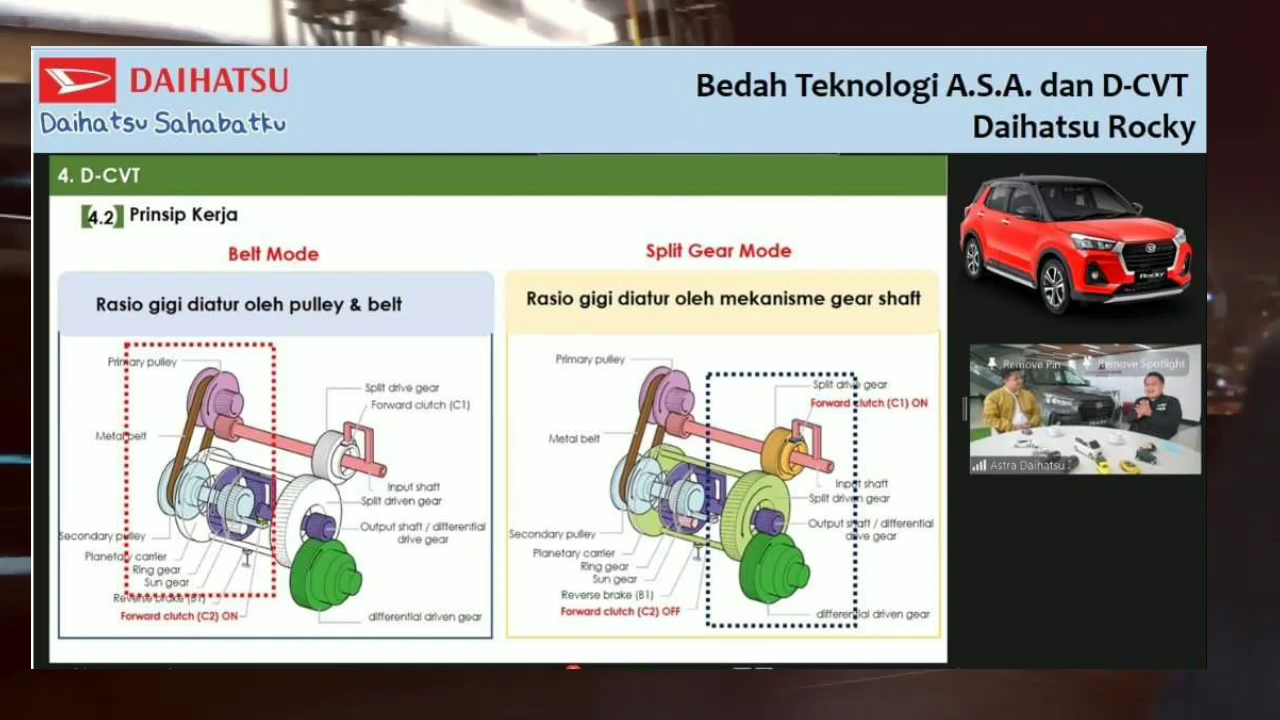 DAIHATSU
Daihatsu Sahabatku
Bedah Teknologi A.S.A. dan D-CVT
Daihatsu Rocky
4. D-CVT
[4.2] Prinsip Kerja
Belt Mode
Rasio gigi diatur oleh pulley & belt
Primary pulley
Split drive gear
Forward clutch (C1)
Metal belt
Input shaft
Split driven gear
Output shaft / differential
drive gear
Secondary pulley
Planetary carrier
Ring gear
Sun gear
Reverse brake (B1)
Forward clutch (C2) ON
differential driven gear
Split Gear Mode
Rasio gigi diatur oleh mekanisme gear shaft
Primary pulley
Split drive gear
Forward clutch (C1) ON
Metal belt
Input shaft
Split driven gear
Output shaft / differential
drive gear
Secondary pulley
Planetary carrier
Ring gear
Sun gear
Reverse brake (B1)
Forward clutch (C2) OFF
differential driven gear
Rocky
Remove Pin
Remove Spotlight
Astra Daihatsu